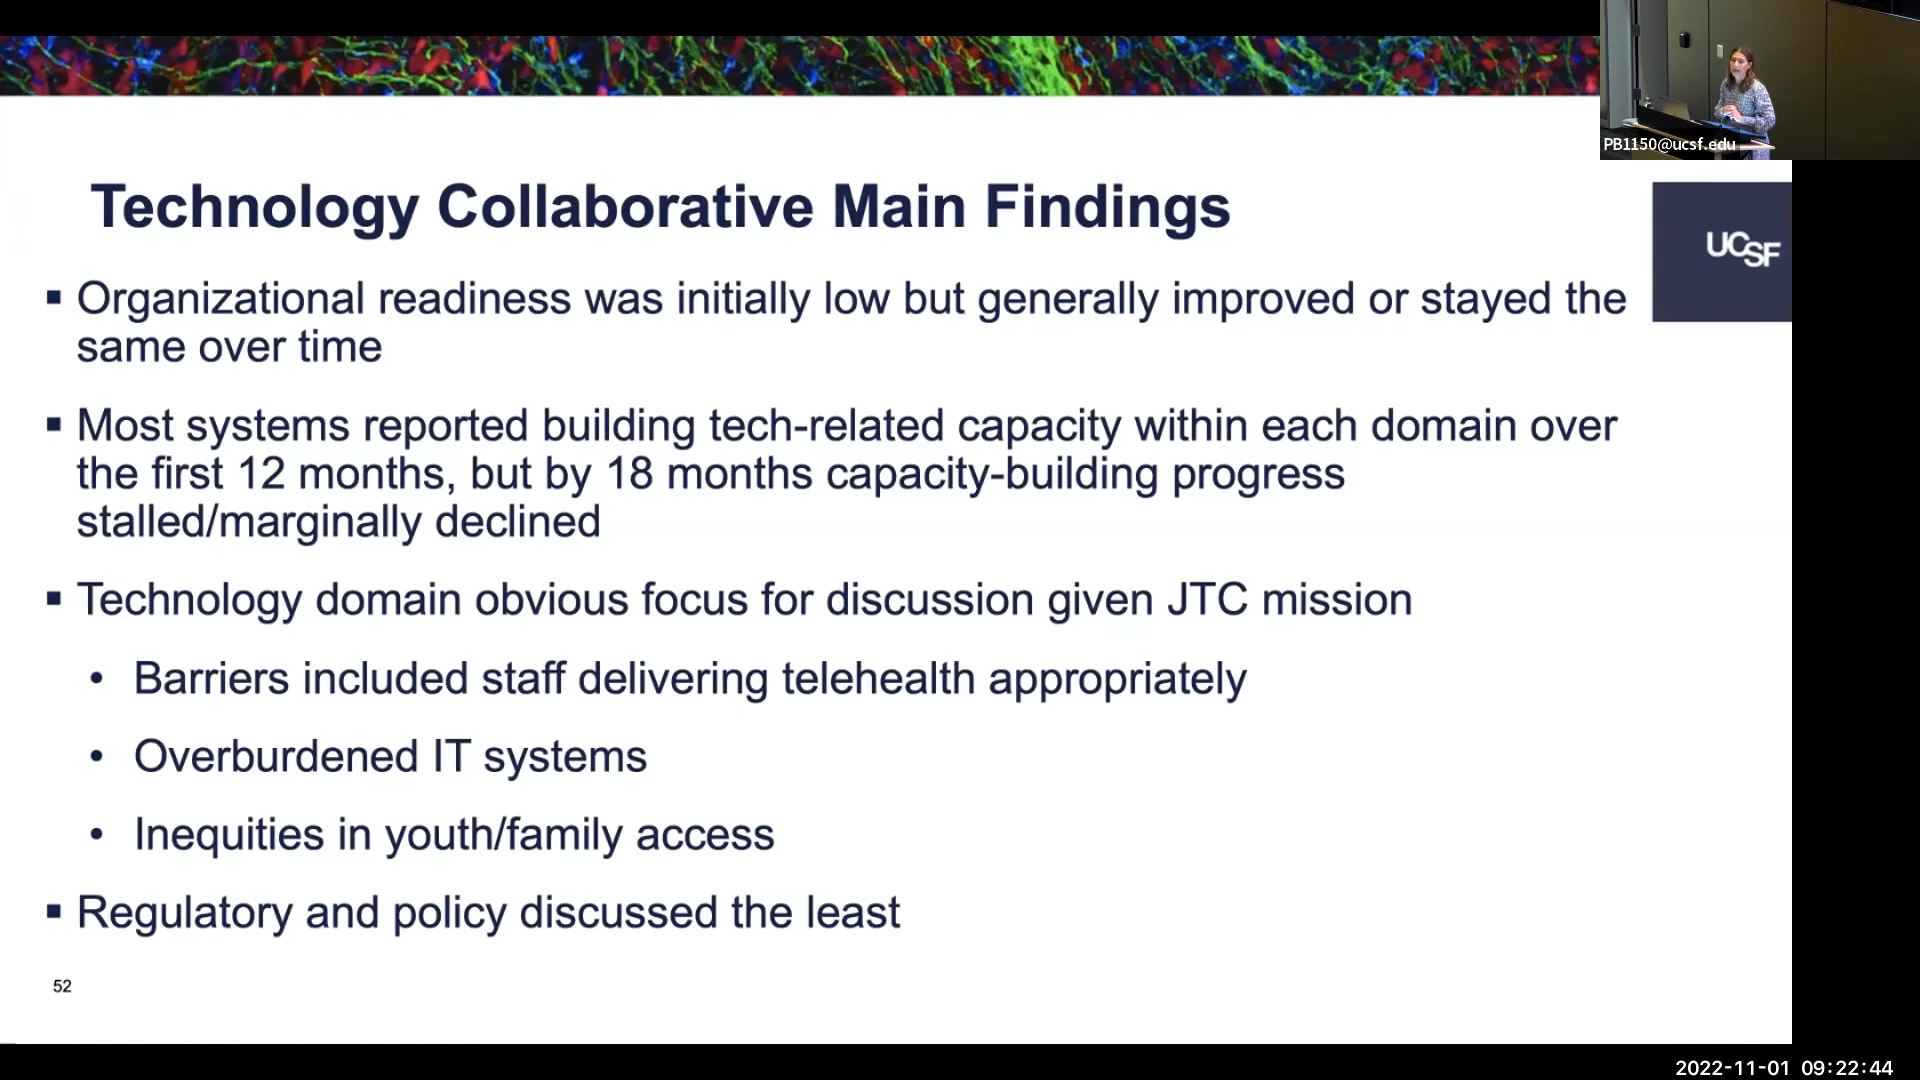 PB1150@ucsf.edu
Technology Collaborative Main Findings
UCSF
▪ Organizational readiness was initially low but generally improved or stayed the
same over time
▪ Most systems reported building tech-related capacity within each domain over
the first 12 months, but by 18 months capacity-building progress
stalled/marginally declined
▪ Technology domain obvious focus for discussion given JTC mission
• Barriers included staff delivering telehealth appropriately
• Overburdened IT systems
• Inequities in youth/family access
▪ Regulatory and policy discussed the least
52
2022-11-01 09:22:44